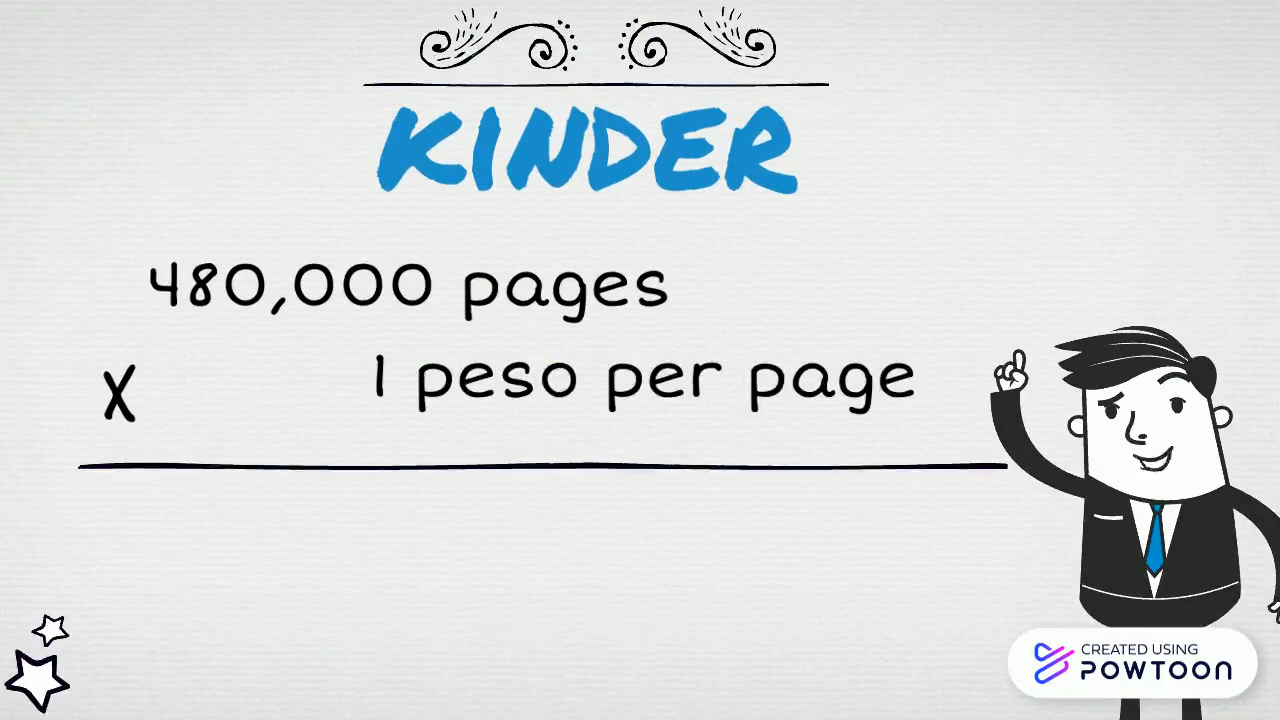 KINDER
480,000 pages
X 1 peso per page
CREATED USING
POWTOON